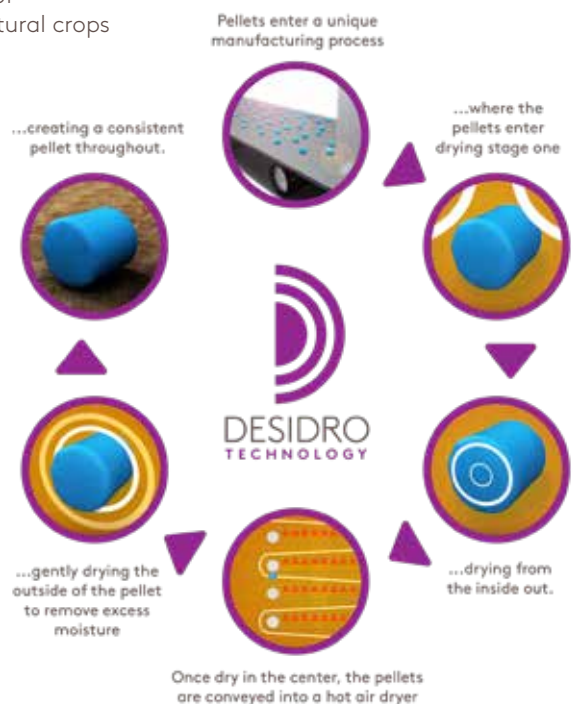 tural crops
Pellets enter a unique
manufacturing process
...where the
pellets enter
drying stage one
...drying from
the inside out.
Once dry in the center, the pellets
are conveyed into a hot air dryer
...gently drying the
outside of the pellet
to remove excess
moisture
...creating a consistent
pellet throughout.
DESIDRO
TECHNOLOGY